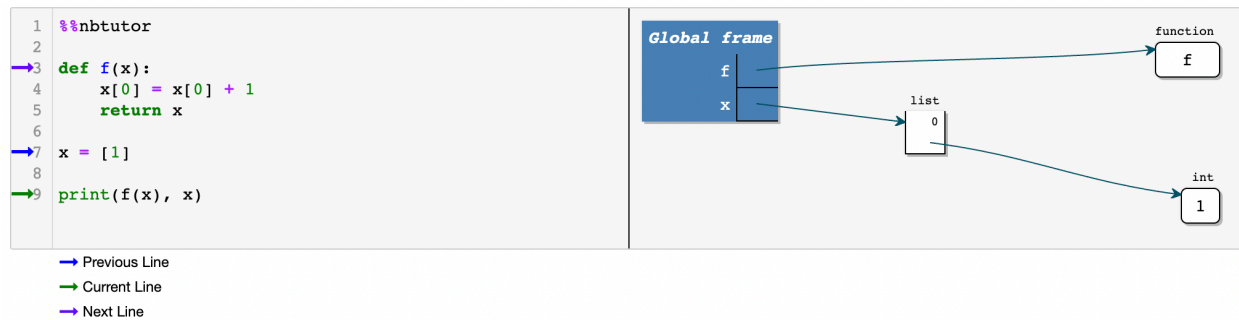 1 %%nbtutor
2
3 def f(x):
4     x[0] = x[0] + 1
5     return x
6
7 x = [1]
8
9 print(f(x), x)
Previous Line
Current Line
Next Line
Global frame
f
x
function
f
list
0
int
1